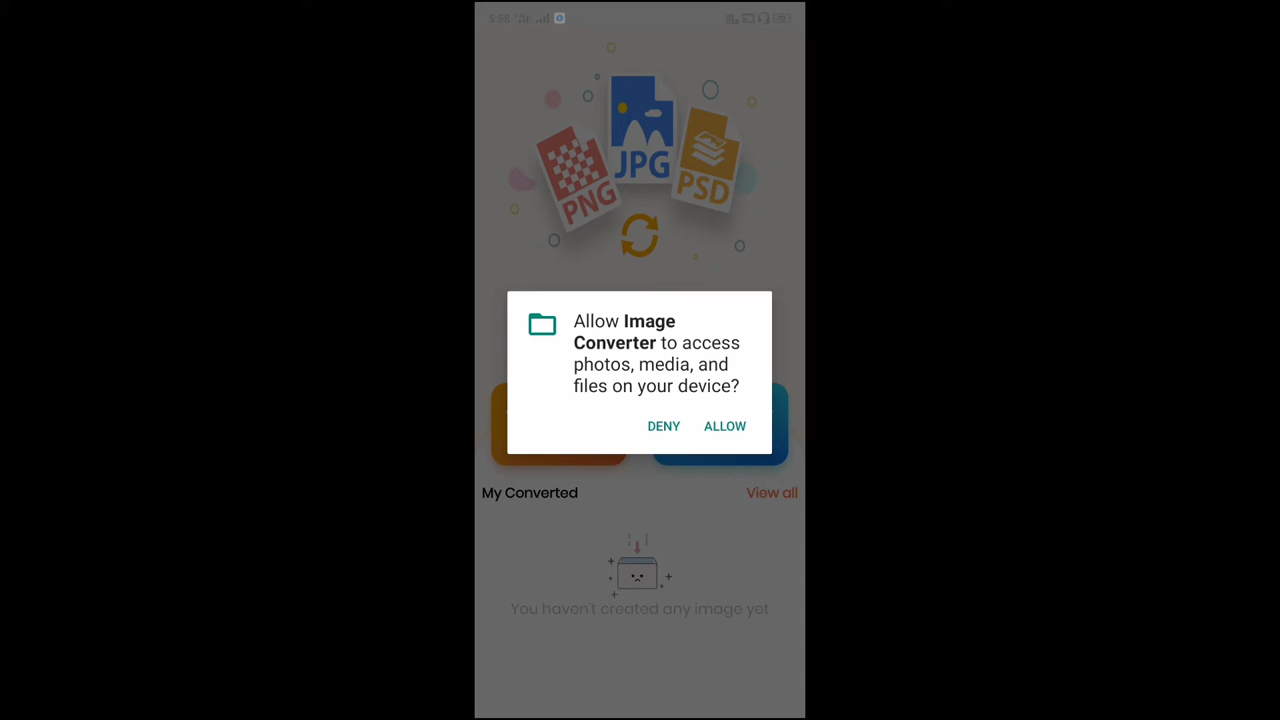 5:58
JPG
PNG
PSD
Allow Image
Converter to access
photos, media, and
files on your device?
DENY ALLOW
My Converted View all
You haven't created any image yet